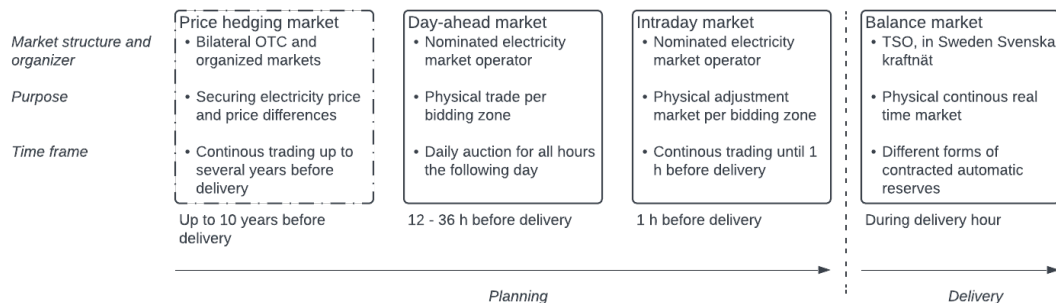 Market structure and
organizer
Purpose
Time frame
Price hedging market
• Bilateral OTC and
organized markets
• Securing electricity price
and price differences
• Continous trading up to
several years before
delivery
Up to 10 years before
delivery
Day-ahead market
• Nominated electricity
market operator
• Physical trade per
bidding zone
• Daily auction for all hours
the following day
12 - 36 h before delivery
Intraday market
• Nominated electricity
market operator
• Physical adjustment
market per bidding zone
• Continous trading until 1
h before delivery
1 h before delivery
Balance market
• TSO, in Sweden Svenska
kraftnät
• Physical continous real
time market
• Different forms of
contracted automatic
reserves
During delivery hour
Planning
Delivery